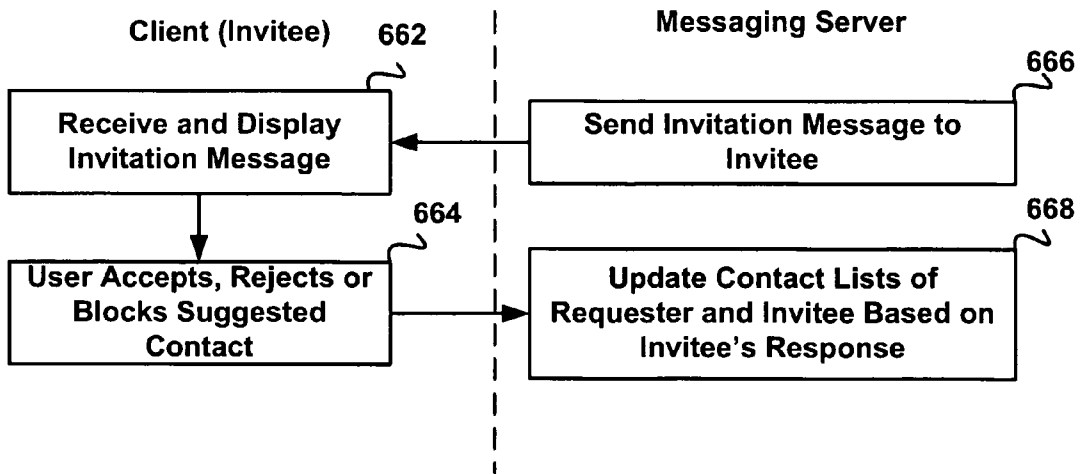 Client (Invitee)
662
Messaging Server
666
Receive and Display
Invitation Message
Send Invitation Message to
Invitee
664
668
User Accepts, Rejects or
Blocks Suggested
Contact
Update Contact Lists of
Requester and Invitee Based on
Invitee's Response